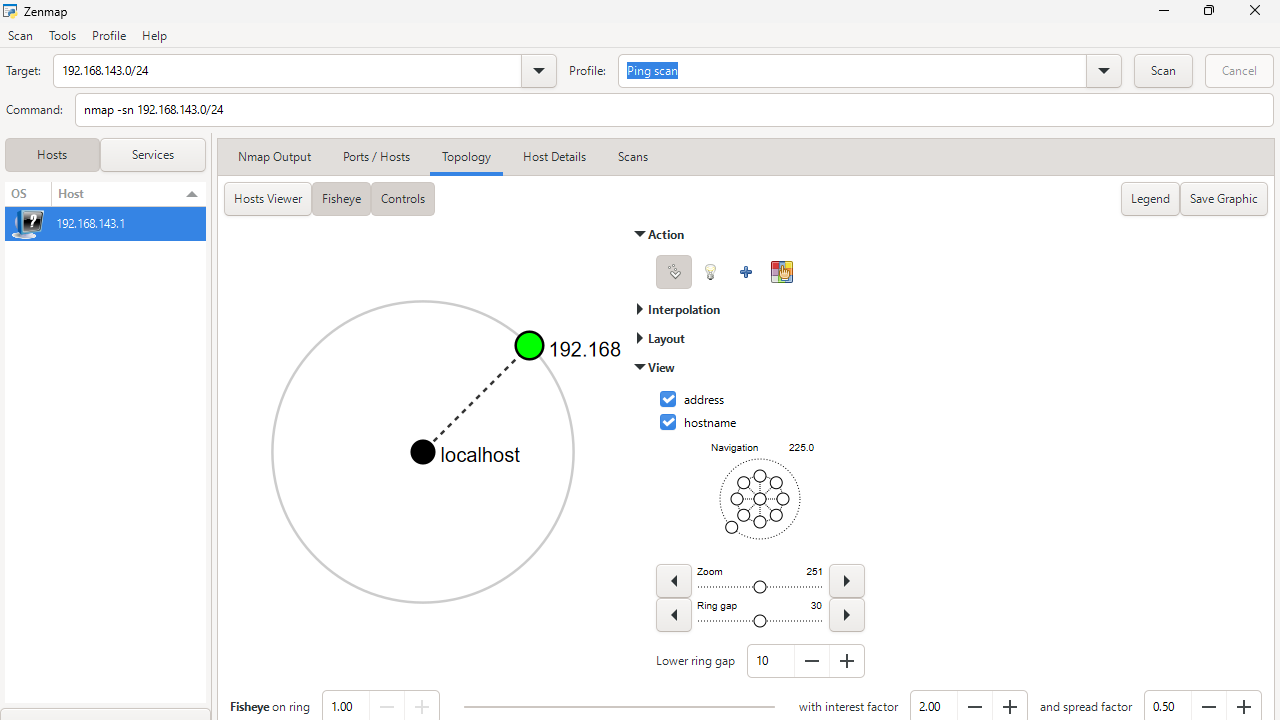 Zenmap
Scan Tools Profile Help
Target: 192.168.143.0/24 Profile: Ping scan Scan Cancel
Command: nmap -sn 192.168.143.0/24
Hosts Services
Nmap Output Ports / Hosts Topology Host Details Scans
OS Host
192.168.143.1
Hosts Viewer Fisheye Controls Legend Save Graphic
Action
Interpolation
Layout
View
address
hostname
Navigation 225.0
192.168
localhost
Zoom 251
Ring gap 30
Lower ring gap 10
Fisheye on ring 1.00 with interest factor 2.00 and spread factor 0.50